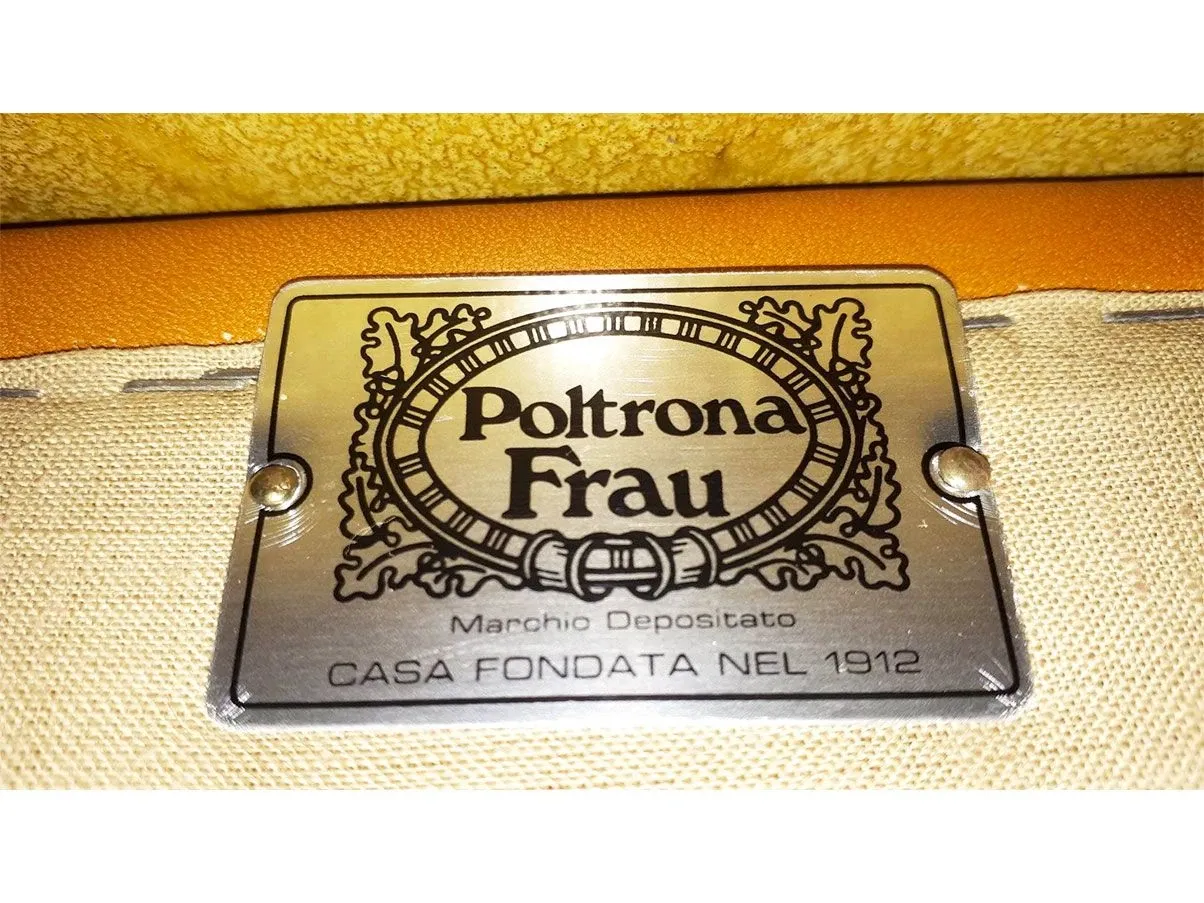 Poltrona
Frau
Marchio Depositato
CASA FONDATA NEL 1912